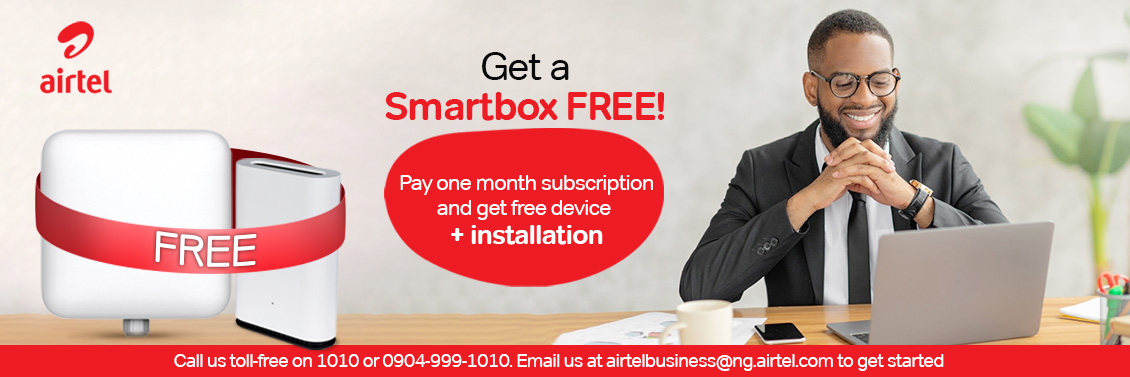 airtel
Get a
Smartbox FREE!
Pay one month subscription
and get free device
+ installation
FREE
Call us toll-free on 1010 or 0904-999-1010. Email us at airtelbusiness@ng.airtel.com to get started